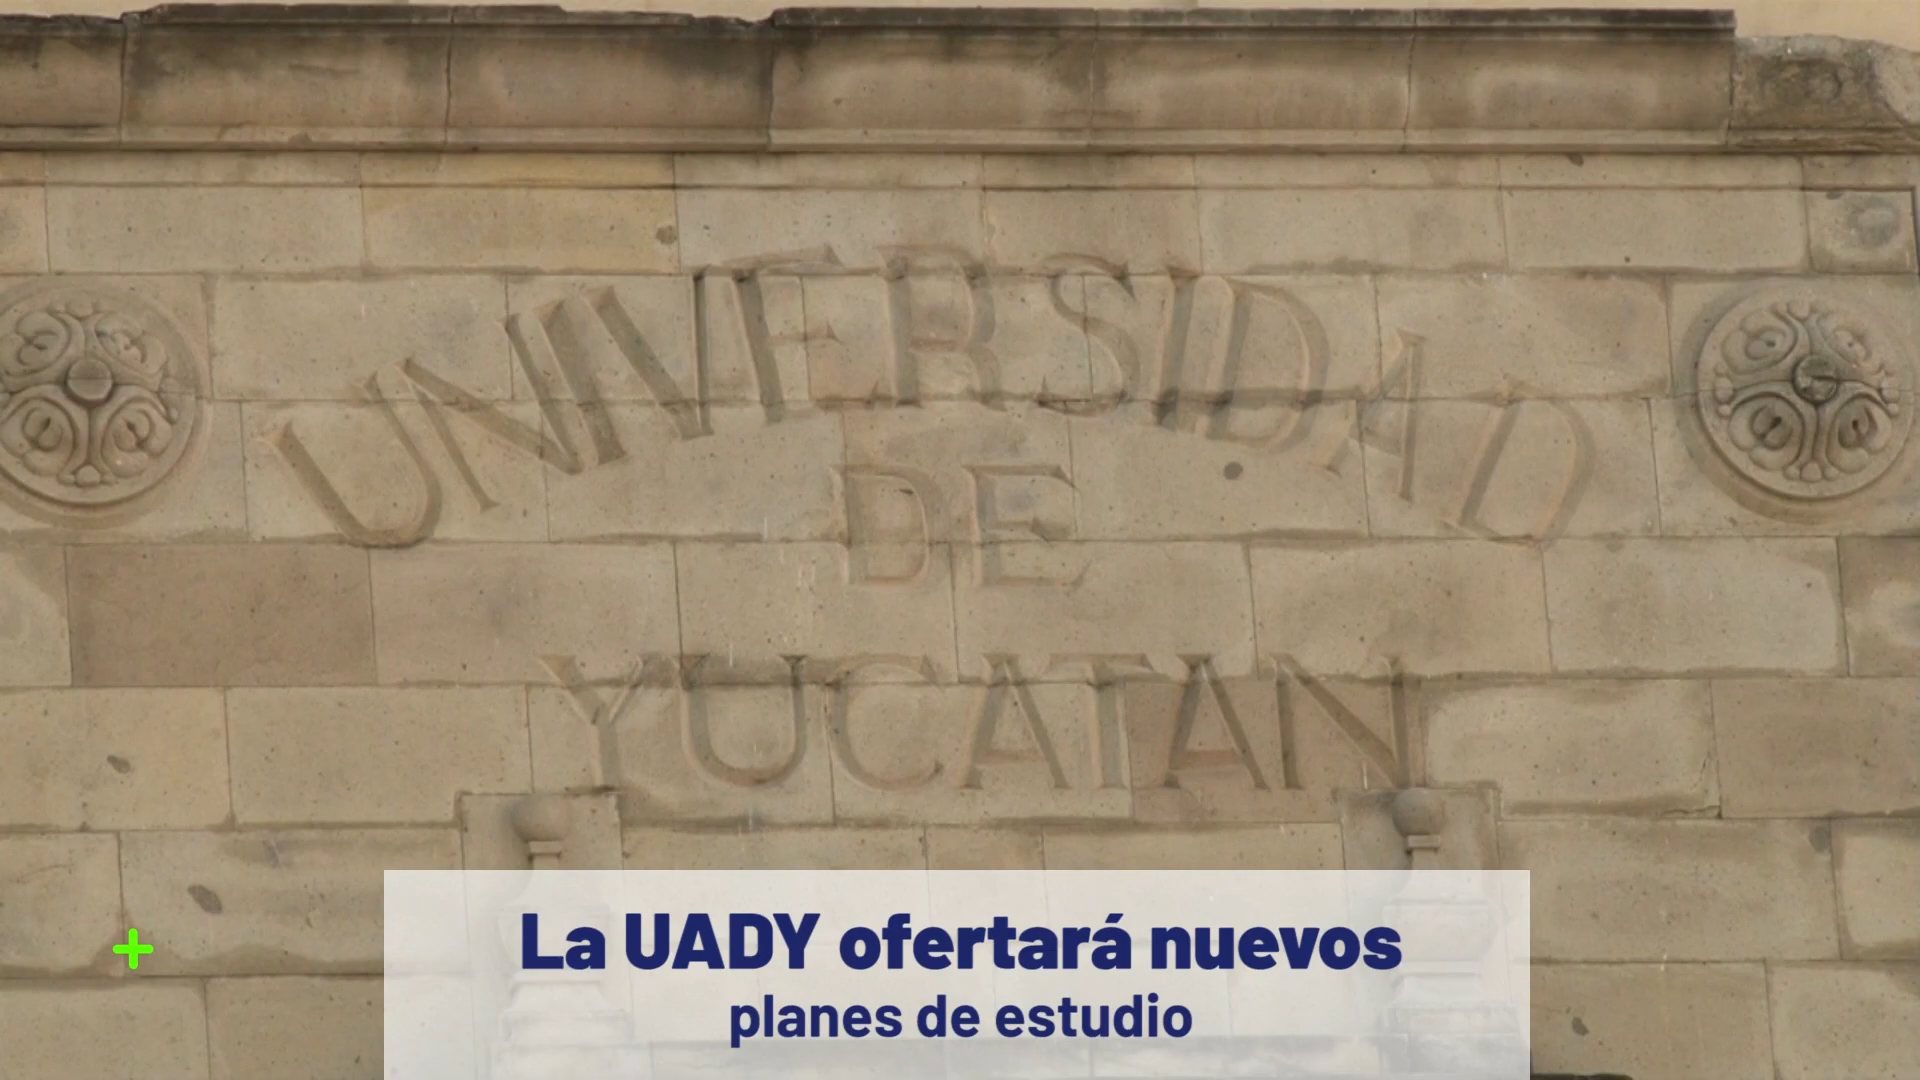 UNIVERSIDAD
DE
YUCATAN
La UADY ofertará nuevos
planes de estudio